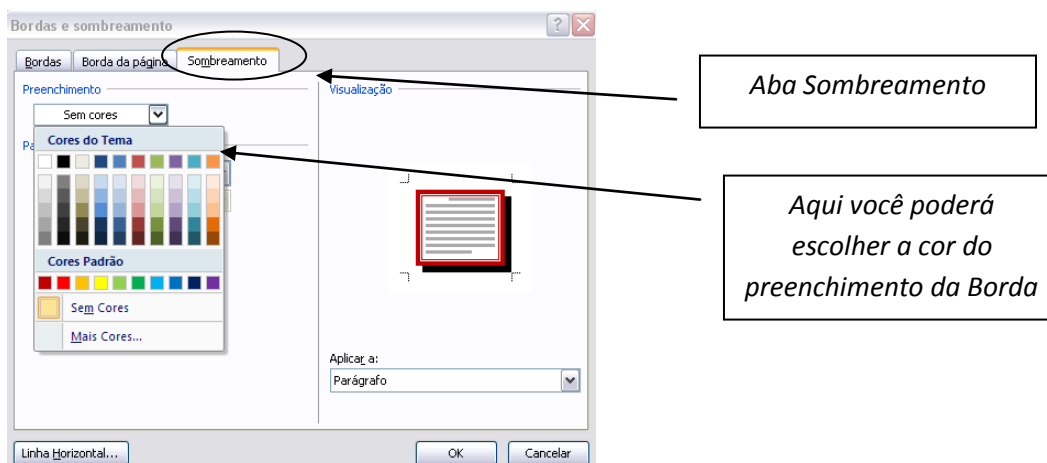 Bordas e sombreamento
Bordas
Borda da página
Sombreamento
Preenchimento
Sem cores
Cores do Tema
Cores Padrão
Sem Cores
Mais Cores...
Visualização
Aplicar a:
Parágrafo
Linha Horizontal...
OK
Cancelar
Aba Sombreamento
Aqui você poderá
escolher a cor do
preenchimento da Borda